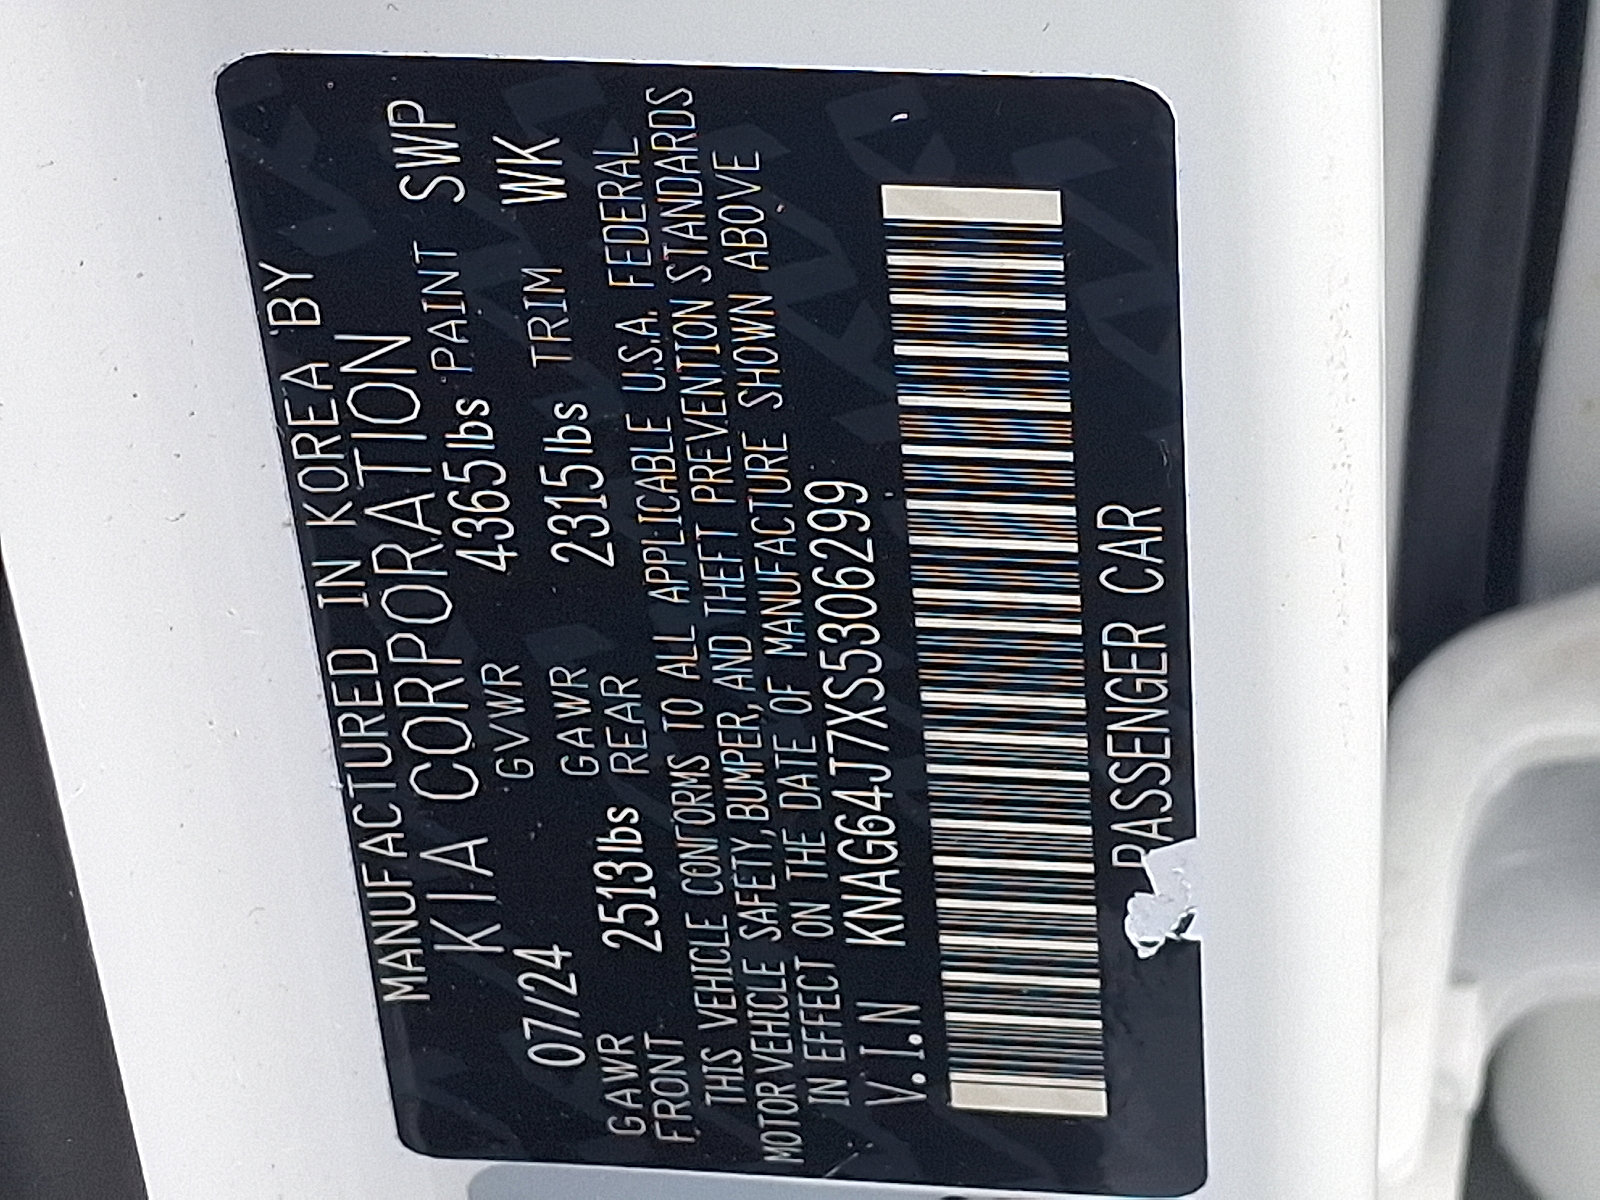 MANUFACTURED IN KOREA BY
KIA CORPORATION
07/24 GVWR 4365lbs PAINT SWP
GAWR FRONT 2513lbs GAWR REAR 2315lbs TRIM WK
THIS VEHICLE CONFORMS TO ALL APPLICABLE U.S.A. FEDERAL
MOTOR VEHICLE SAFETY, BUMPER, AND THEFT PREVENTION STANDARDS
IN EFFECT ON THE DATE OF MANUFACTURE SHOWN ABOVE
V.I.N KNAG64J7XS5306299
PASSENGER CAR